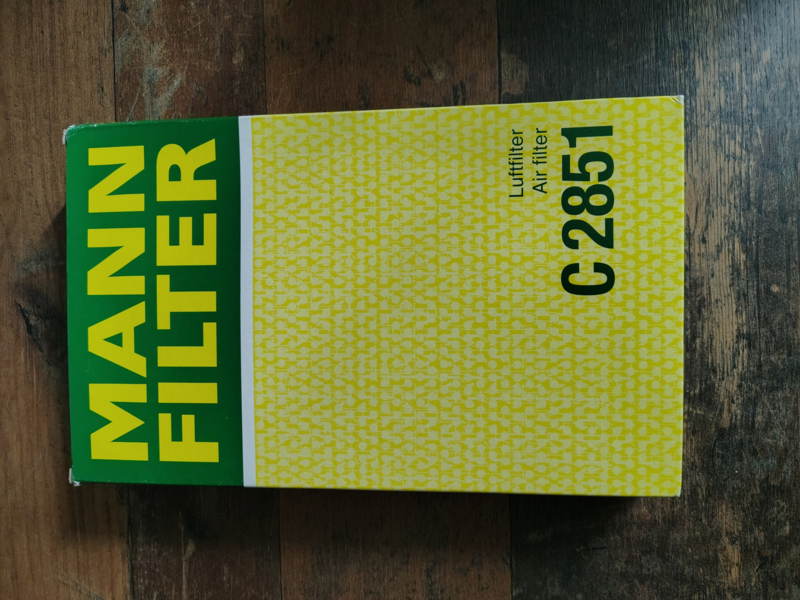 MANN
FILTER
Luftfilter
Air filter
C 2851